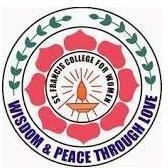 ST. FRANCIS COLLEGE FOR WOMEN
WISDOM & PEACE THROUGH LOVE